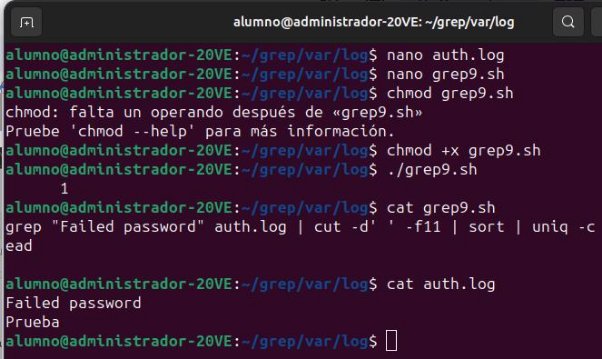 alumno@administrador-20VE: ~/grep/var/log
alumno@administrador-20VE:~/grep/var/log$ nano auth.log
alumno@administrador-20VE:~/grep/var/log$ nano grep9.sh
alumno@administrador-20VE:~/grep/var/log$ chmod grep9.sh
chmod: falta un operando después de «grep9.sh»
Pruebe 'chmod --help' para más información.
alumno@administrador-20VE:~/grep/var/log$ chmod +x grep9.sh
alumno@administrador-20VE:~/grep/var/log$ ./grep9.sh
      1
alumno@administrador-20VE:~/grep/var/log$ cat grep9.sh
grep "Failed password" auth.log | cut -d' ' -f11 | sort | uniq -c
ead
alumno@administrador-20VE:~/grep/var/log$ cat auth.log
Failed password
Prueba
alumno@administrador-20VE:~/grep/var/log$